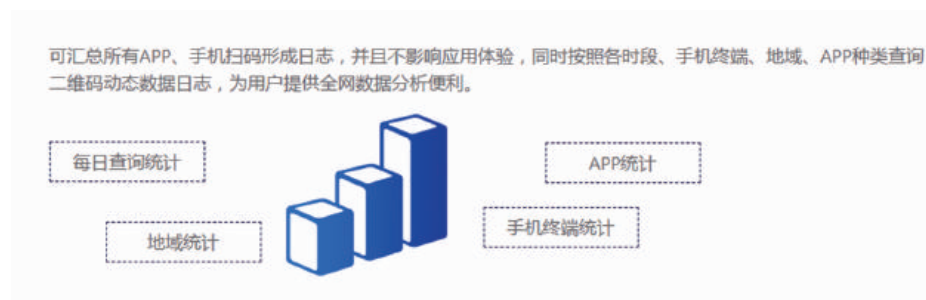 可汇总所有APP、手机扫码形成日志，并且不影响应用体验，同时按照各时段、手机终端、地域、APP种类查询
二维码动态数据日志，为用户提供全网数据分析便利。
每日查询统计
APP统计
地域统计
手机终端统计